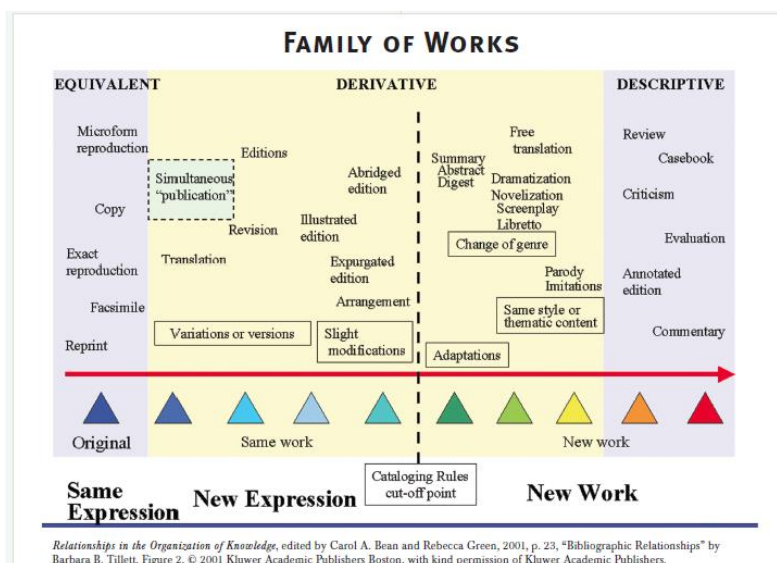 FAMILY OF WORKS
EQUIVALENT
DERIVATIVE
DESCRIPTIVE
Microform
reproduction
Copy
Exact
reproduction
Facsimile
Reprint
Simultaneous
“publication”
Editions
Revision
Translation
Illustrated
edition
Abridged
edition
Expurgated
edition
Arrangement
Variations or versions
Slight
modifications
Summary
Abstract
Digest
Free
translation
Dramatization
Novelization
Screenplay
Libretto
Change of genre
Parody
Imitations
Same style or
thematic content
Adaptations
Review
Casebook
Criticism
Evaluation
Annotated
edition
Commentary
Original
Same work
New work
Cataloging Rules
cut-off point
Same
Expression
New Expression
New Work
Relationships in the Organization of Knowledge, edited by Carol A. Bean and Rebecca Green, 2001, p. 23, “Bibliographic Relationships” by
Barbara B. Tillett, Figure 2. © 2001 Kluwer Academic Publishers Boston, with kind permission of Kluwer Academic Publishers.